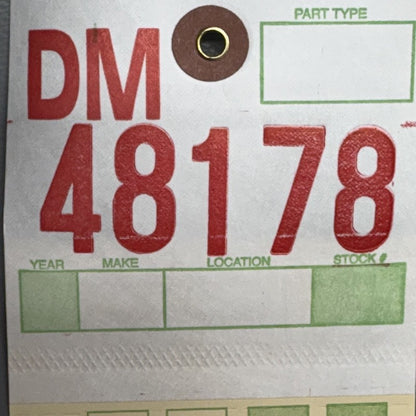 PART TYPE
DM
48178
YEAR MAKE LOCATION STOCK #